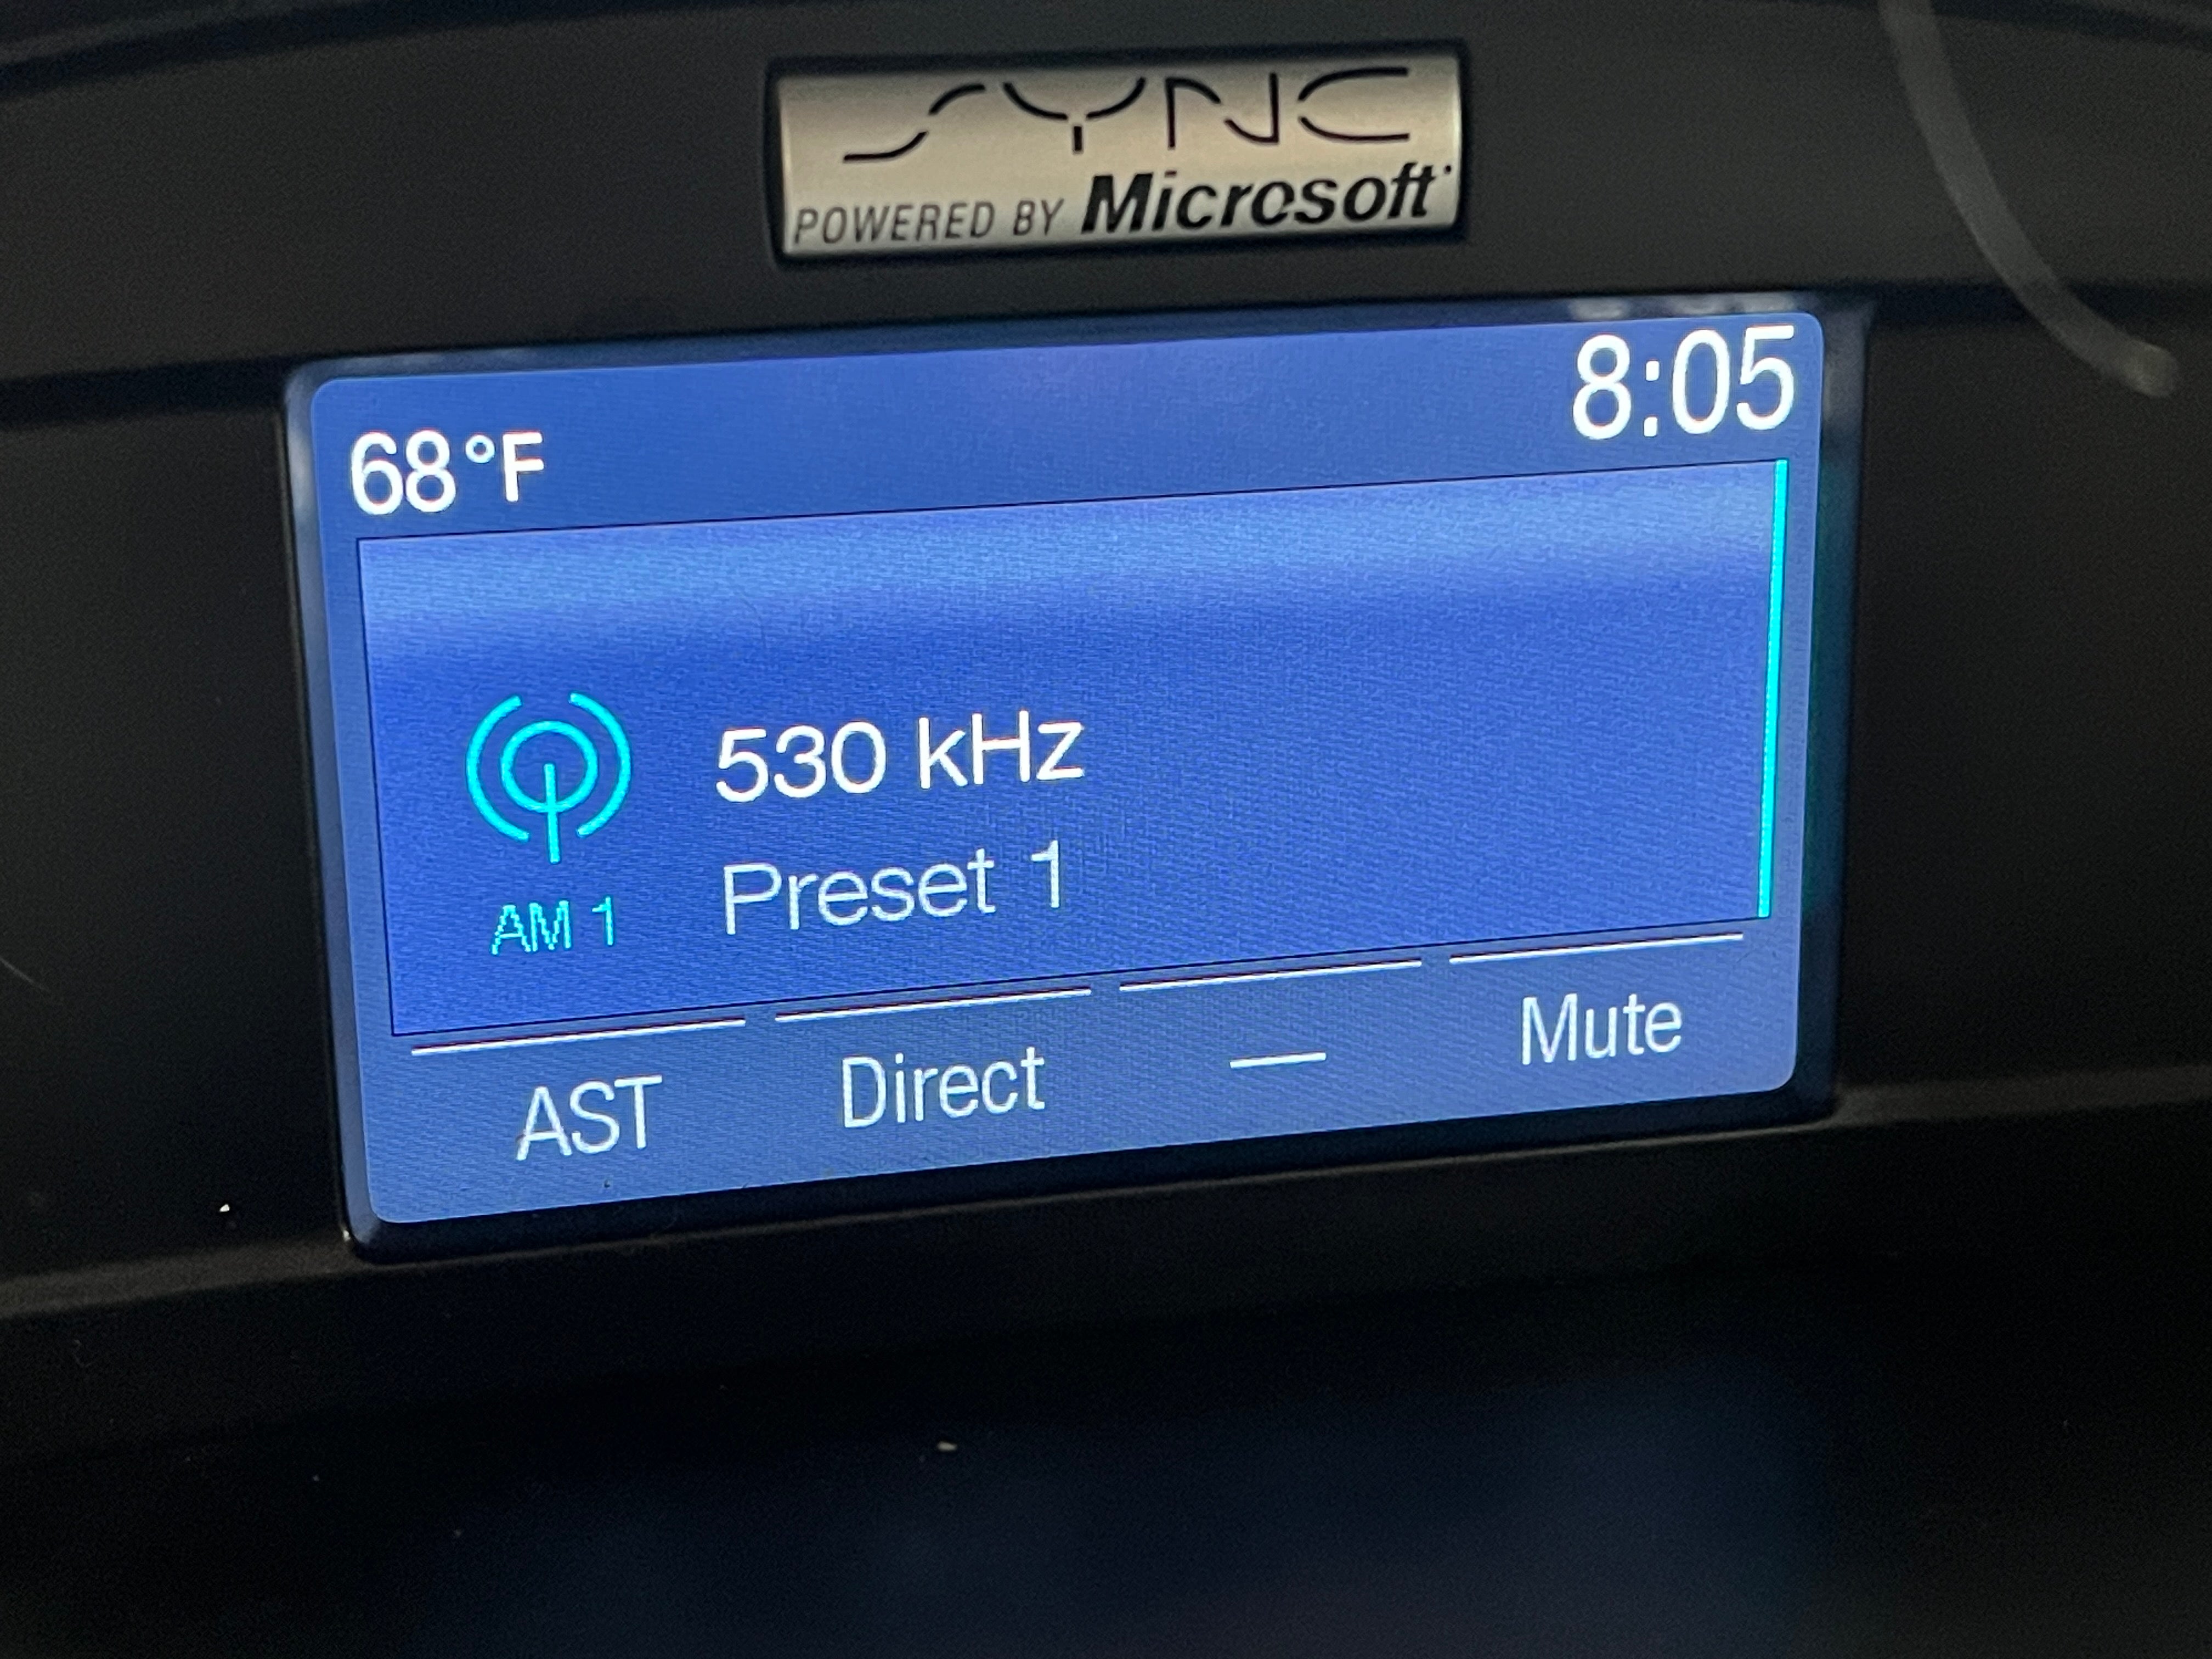 SYNC
POWERED BY Microsoft
68°F 8:05
530 kHz
AM 1 Preset 1
AST Direct — Mute